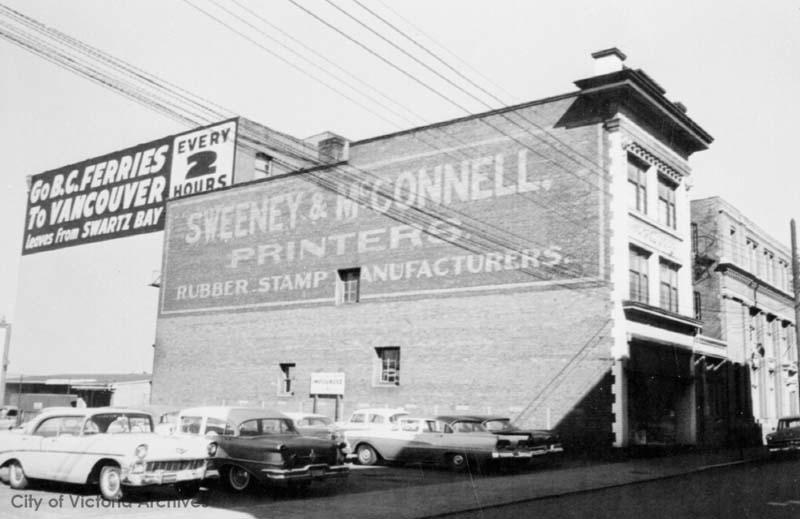 Go B.C. FERRIES
To VANCOUVER
Leaves From SWARTZ BAY
EVERY
2
HOURS
SWEENEY & McCONNELL.
PRINTERS.
RUBBER STAMP MANUFACTURERS.
City of Victoria Archives